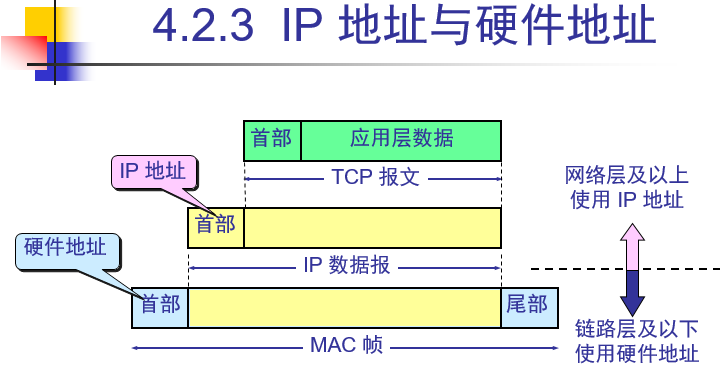 4.2.3 IP 地址与硬件地址
首部
应用层数据
TCP 报文
IP 地址
首部
IP 数据报
硬件地址
首部
尾部
MAC 帧
网络层及以上
使用 IP 地址
链路层及以下
使用硬件地址